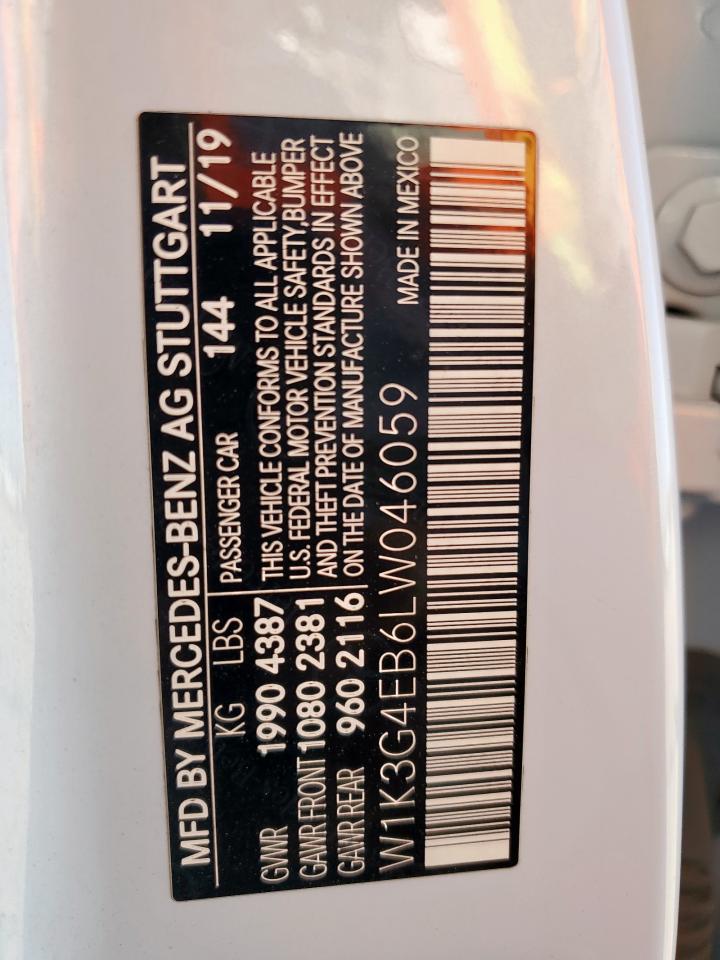 MFD BY MERCEDES-BENZ AG STUTTGART
KG LBS PASSENGER CAR 144 11/19
GVWR 1990 4387 THIS VEHICLE CONFORMS TO ALL APPLICABLE
GAWR FRONT 1080 2381 U.S. FEDERAL MOTOR VEHICLE SAFETY,BUMPER
AND THEFT PREVENTION STANDARDS IN EFFECT
GAWR REAR 960 2116 ON THE DATE OF MANUFACTURE SHOWN ABOVE
W1K3G4EB6LW046059 MADE IN MEXICO